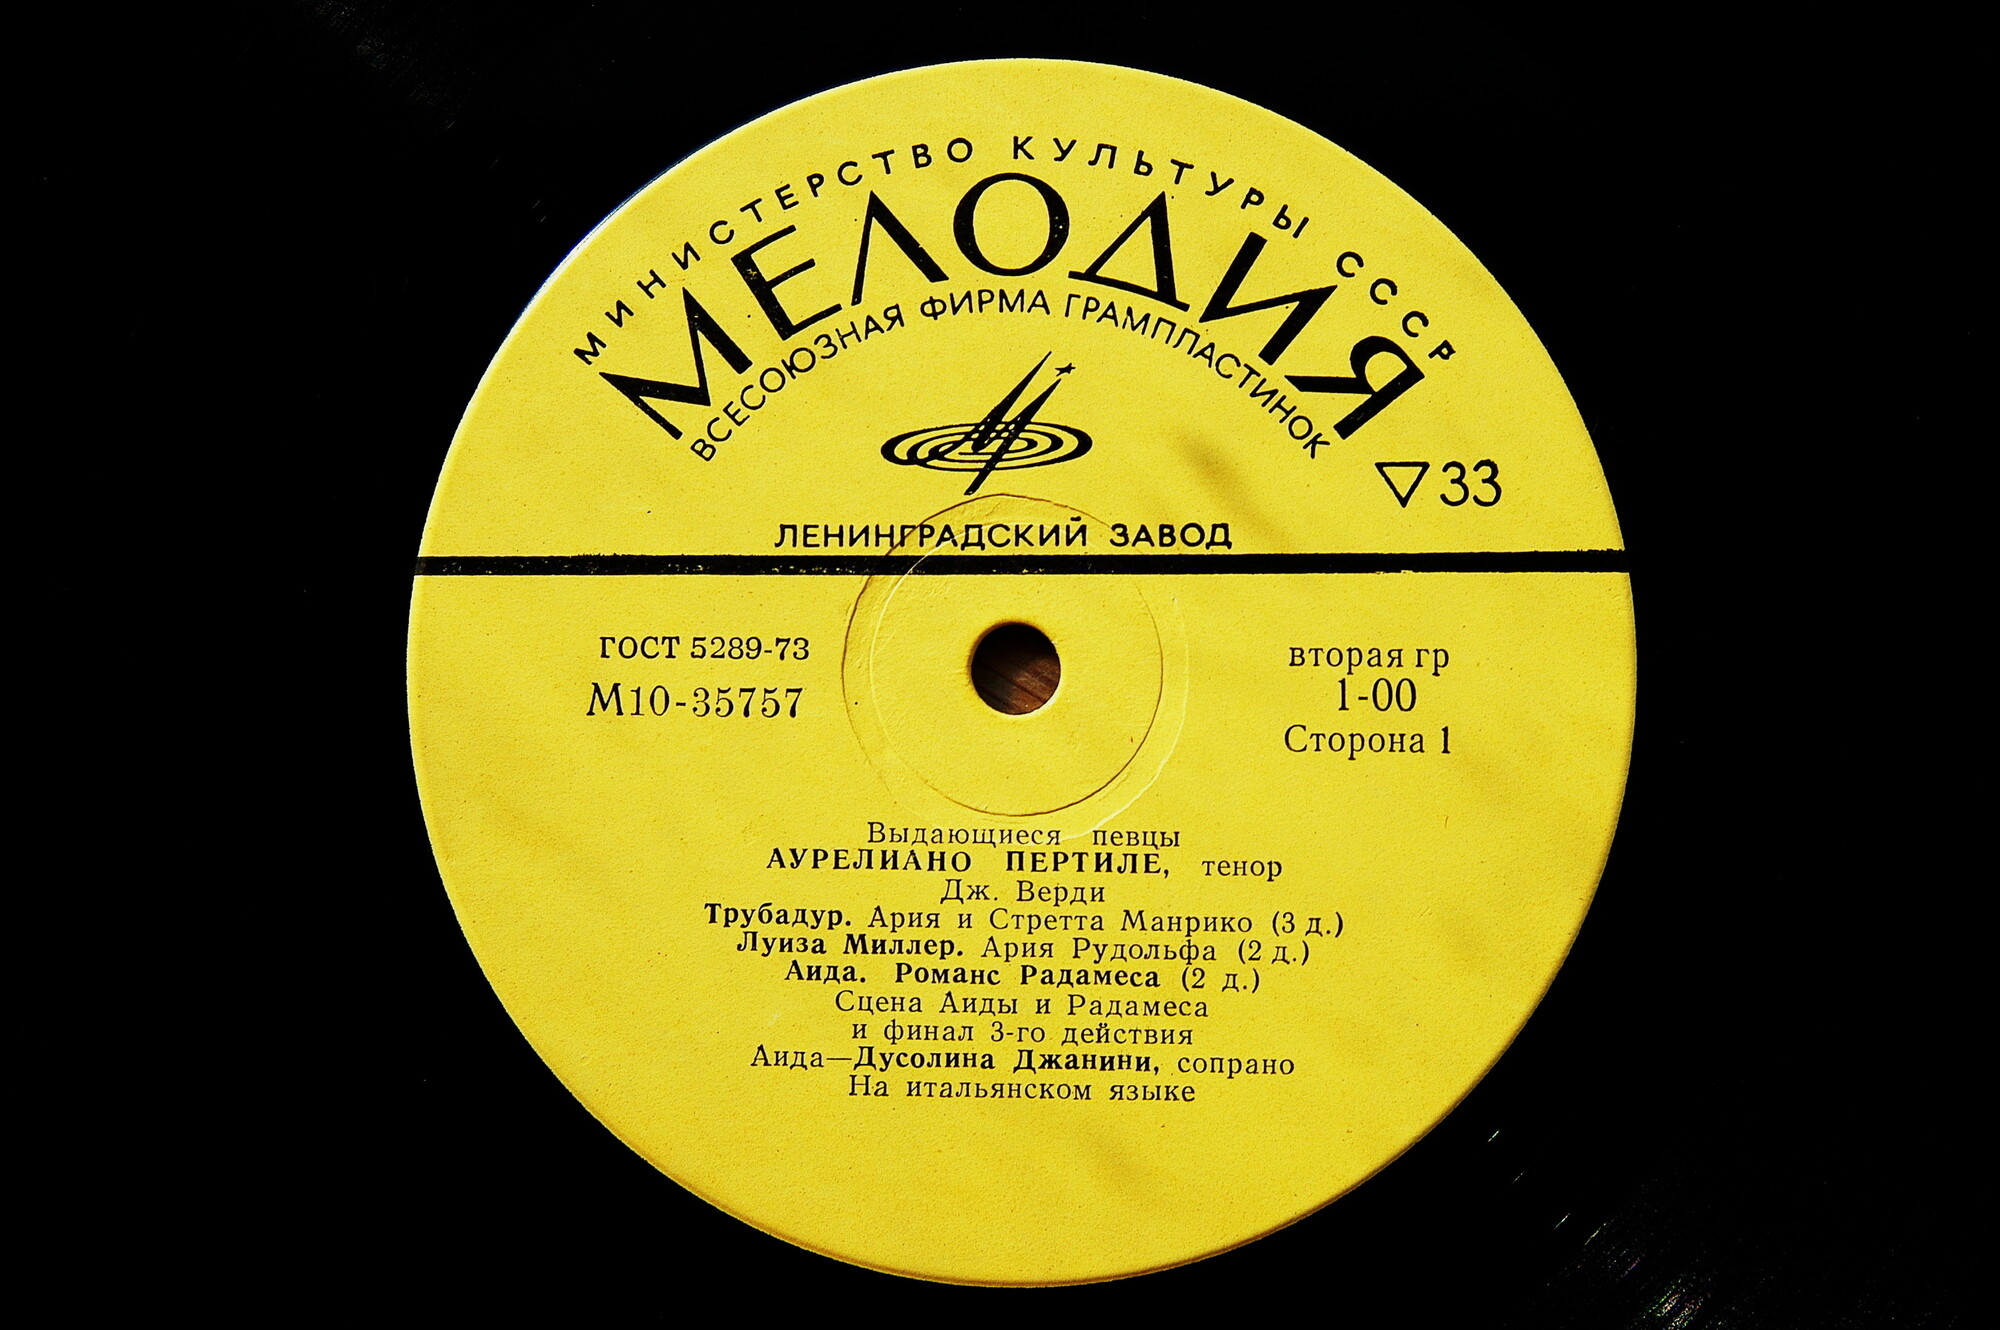 МИНИСТЕРСТВО КУЛЬТУРЫ СССР
МЕЛОДИЯ
ВСЕСОЮЗНАЯ ФИРМА ГРАМПЛАСТИНОК
▽33
ЛЕНИНГРАДСКИЙ ЗАВОД
ГОСТ 5289-73
М10-35757
вторая гр
1-00
Сторона 1
Выдающиеся певцы
АУРЕЛИАНО ПЕРТИЛЕ, тенор
Дж. Верди
Трубадур. Ария и Стретта Манрико (3 д.)
Луиза Миллер. Ария Рудольфа (2 д.)
Аида. Романс Радамеса (2 д.)
Сцена Аиды и Радамеса
и финал 3-го действия
Аида—Дусолина Джанини, сопрано
На итальянском языке